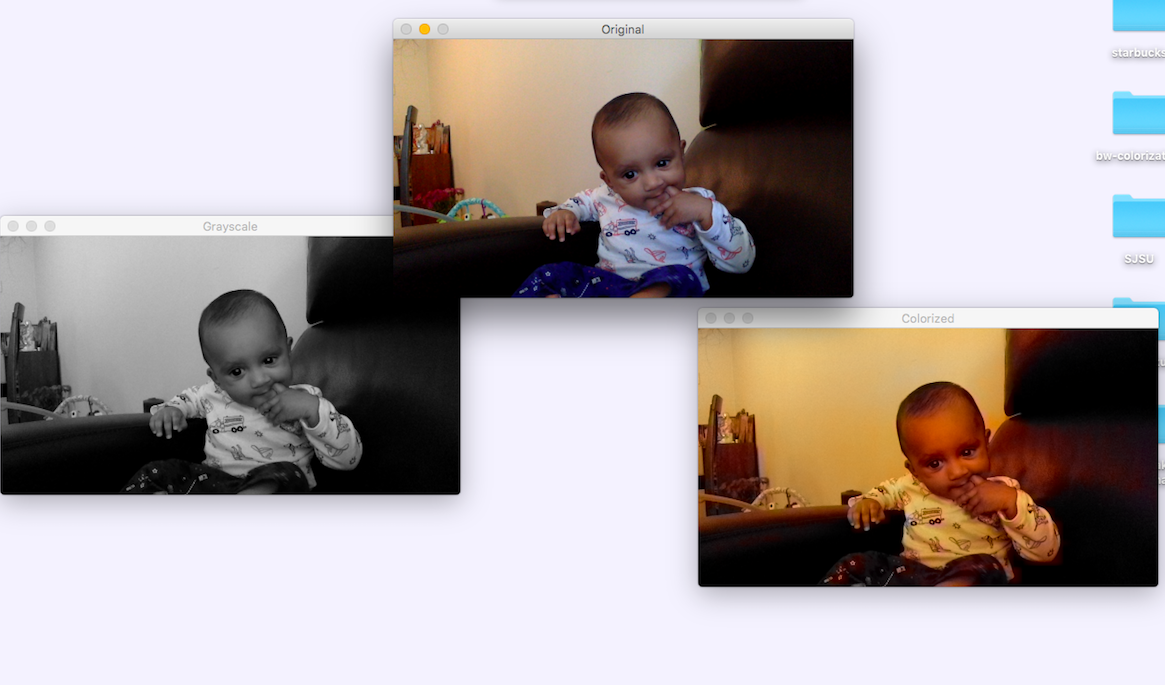 Original
starbucks
bw-colorizat
SJSU
Grayscale
Colorized